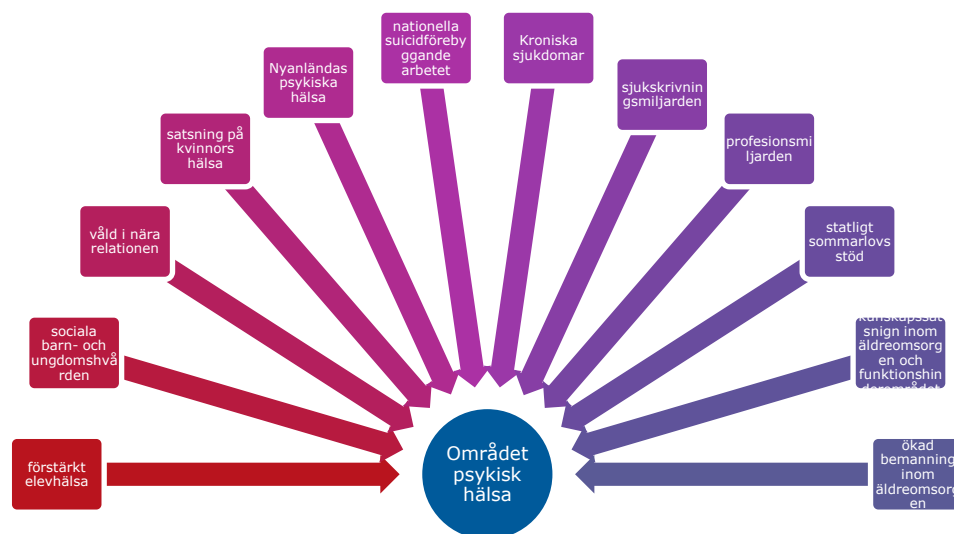 förstärkt
elevhälsa
sociala
barn- och
ungdomshvå
rden
våld i nära
relationen
satsning på
kvinnors
hälsa
Nyanländas
psykiska
hälsa
nationella
suicidföreby
ggande
arbetet
Kroniska
sjukdomar
sjukskrivnin
gsmiljarden
profesionsmi
ljarden
statligt
sommarlovs
stöd
kunskapssat
snign inom
äldreomsorg
en och
funktionshin
derområdet
ökad
bemanning
inom
äldreomsorg
en
Området
psykisk
hälsa